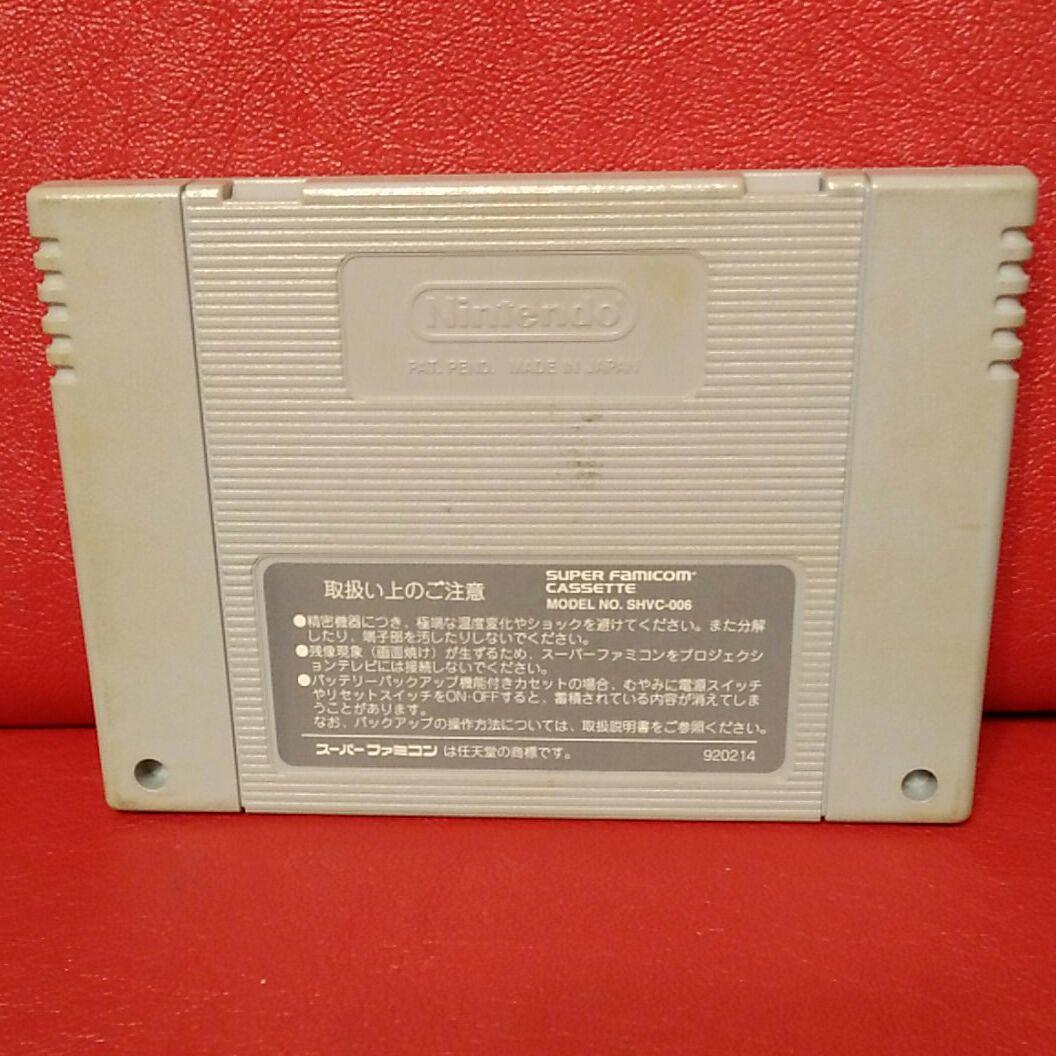 Nintendo
PAT. PEND. MADE IN JAPAN
取扱い上のご注意
SUPER FAMICOM
CASSETTE
MODEL NO. SHVC-006
●精密機器につき、極端な温度変化やショックを避けてください。また分解
したり、端子部を汚したりしないでください。
●残像現象（画面焼け）が生ずるため、スーパーファミコンをプロジェクシ
ョンテレビには接続しないでください。
●バッテリーバックアップ機能付きカセットの場合、むやみに電源スイッチ
やリセットスイッチをON·OFFすると、蓄積されている内容が消えてしま
うことがあります。
なお、バックアップの操作方法については、取扱説明書をご参照ください。
スーパーファミコン は任天堂の商標です。
920214